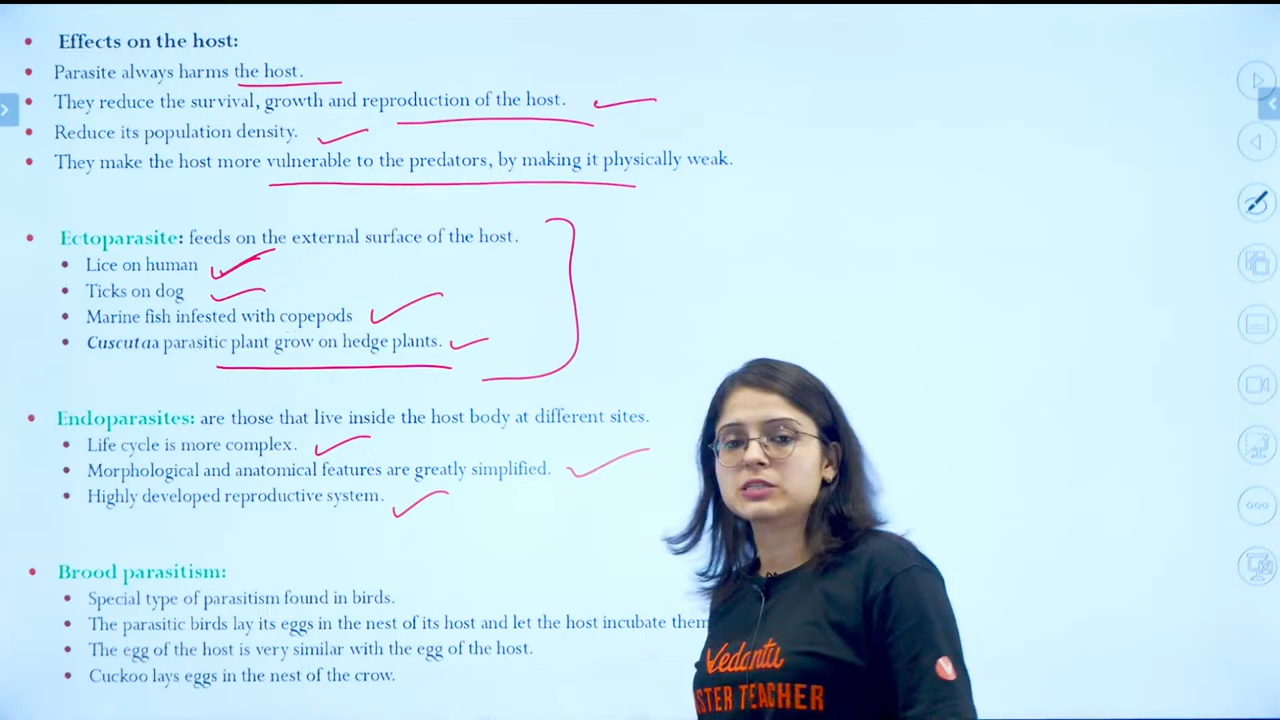 Effects on the host:
Parasite always harms the host.
They reduce the survival, growth and reproduction of the host.
Reduce its population density.
They make the host more vulnerable to the predators, by making it physically weak.
Ectoparasite: feeds on the external surface of the host.
Lice on human
Ticks on dog
Marine fish infested with copepods
Cuscutaa parasitic plant grow on hedge plants.
Endoparasites: are those that live inside the host body at different sites.
Life cycle is more complex.
Morphological and anatomical features are greatly simplified.
Highly developed reproductive system.
Brood parasitism:
Special type of parasitism found in birds.
The parasitic birds lay its eggs in the nest of its host and let the host incubate them
The egg of the host is very similar with the egg of the host.
Cuckoo lays eggs in the nest of the crow.
Vedantu
TEACHER